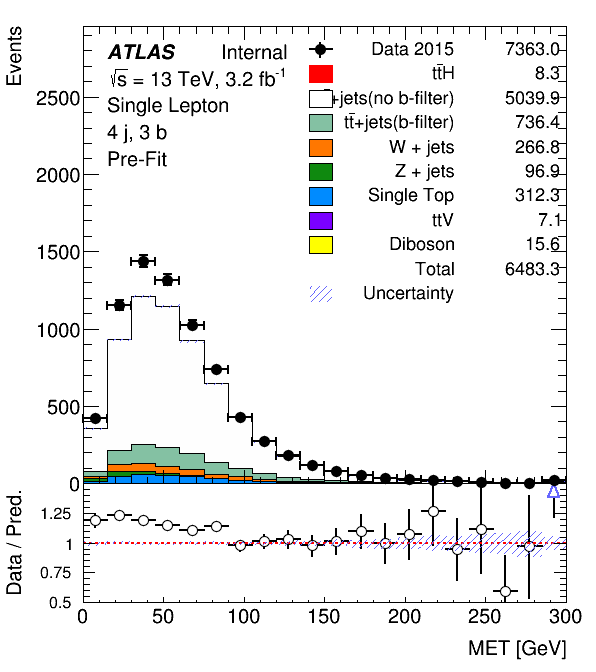 Events
ATLAS Internal
√s = 13 TeV, 3.2 fb⁻¹
Single Lepton
4 j, 3 b
Pre-Fit
Data 2015 7363.0
tt̄H 8.3
+jets(no b-filter) 5039.9
tt̄+jets(b-filter) 736.4
W + jets 266.8
Z + jets 96.9
Single Top 312.3
ttV 7.1
Diboson 15.6
Total 6483.3
Uncertainty
2500
2000
1500
1000
500
0
Data / Pred.
1.25
1
0.75
0.5
0 50 100 150 200 250 300
MET [GeV]